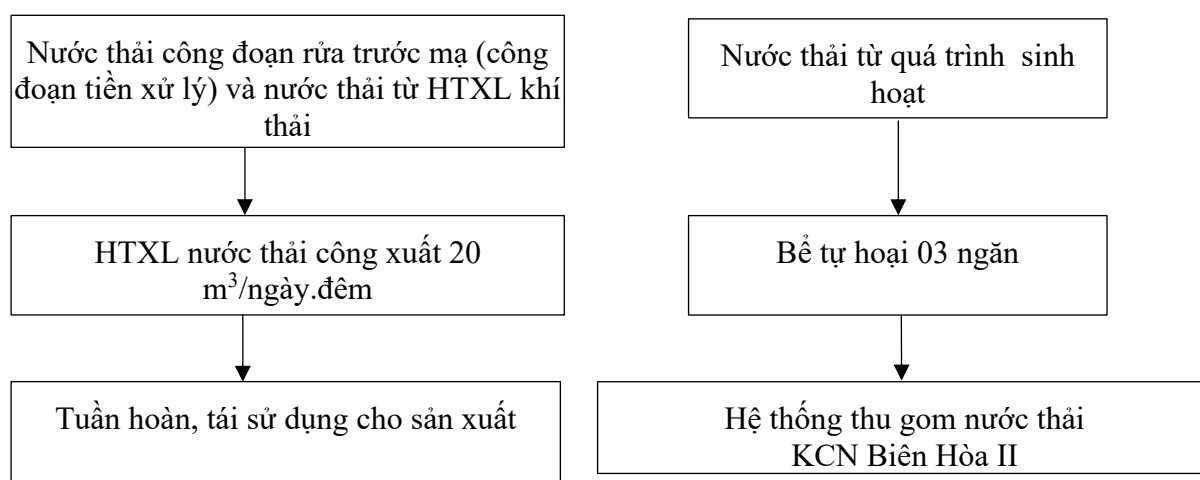 Nước thải công đoạn rửa trước mạ (công
đoạn tiền xử lý) và nước thải từ HTXL khí
thải
HTXL nước thải công xuất 20
m³/ngày.đêm
Tuần hoàn, tái sử dụng cho sản xuất
Nước thải từ quá trình sinh
hoạt
Bể tự hoại 03 ngăn
Hệ thống thu gom nước thải
KCN Biên Hòa II